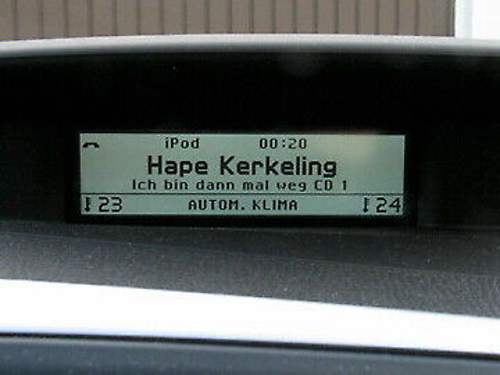 iPod 00:20
Hape Kerkeling
Ich bin dann mal weg CD 1
23 AUTOM. KLIMA 24